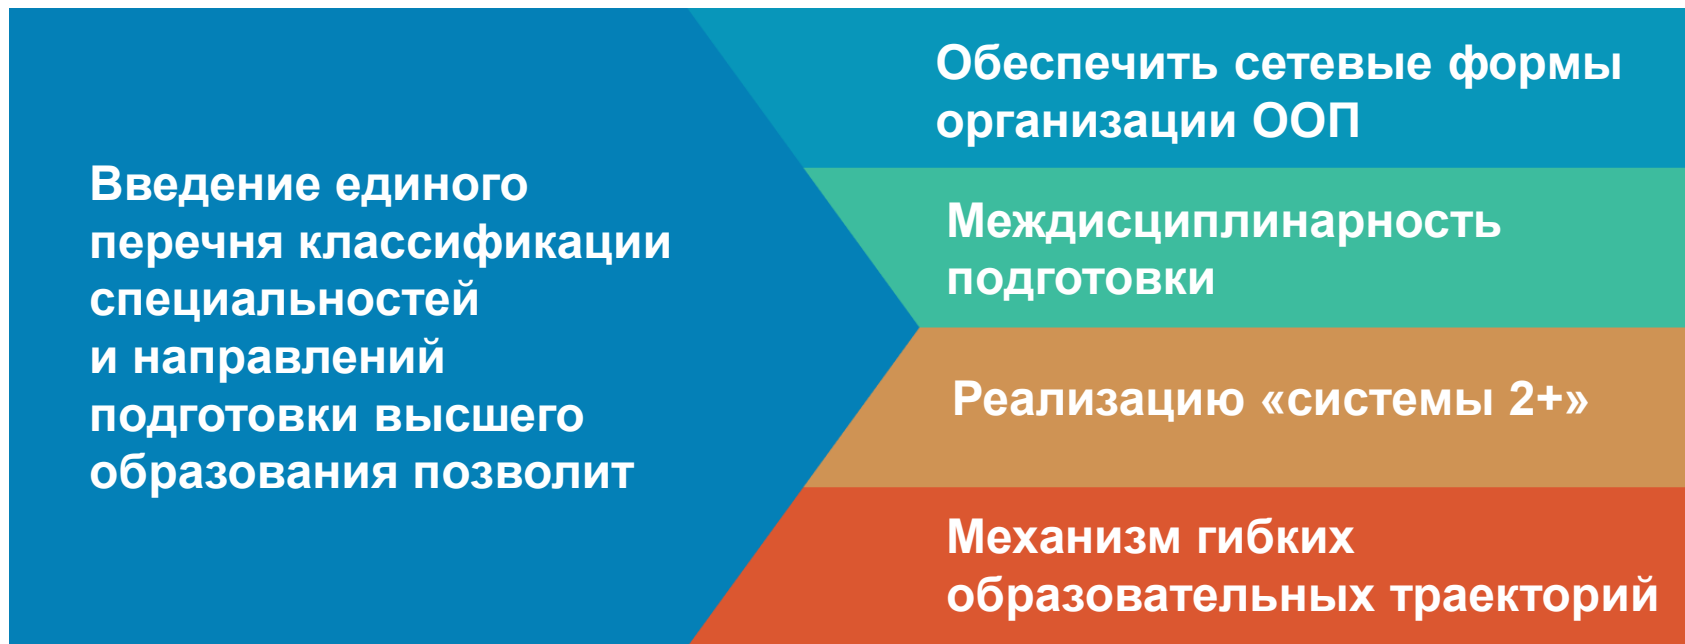 Введение единого
перечня классификации
специальностей
и направлений
подготовки высшего
образования позволит
Обеспечить сетевые формы
организации ООП
Междисциплинарность
подготовки
Реализацию «системы 2+»
Механизм гибких
образовательных траекторий